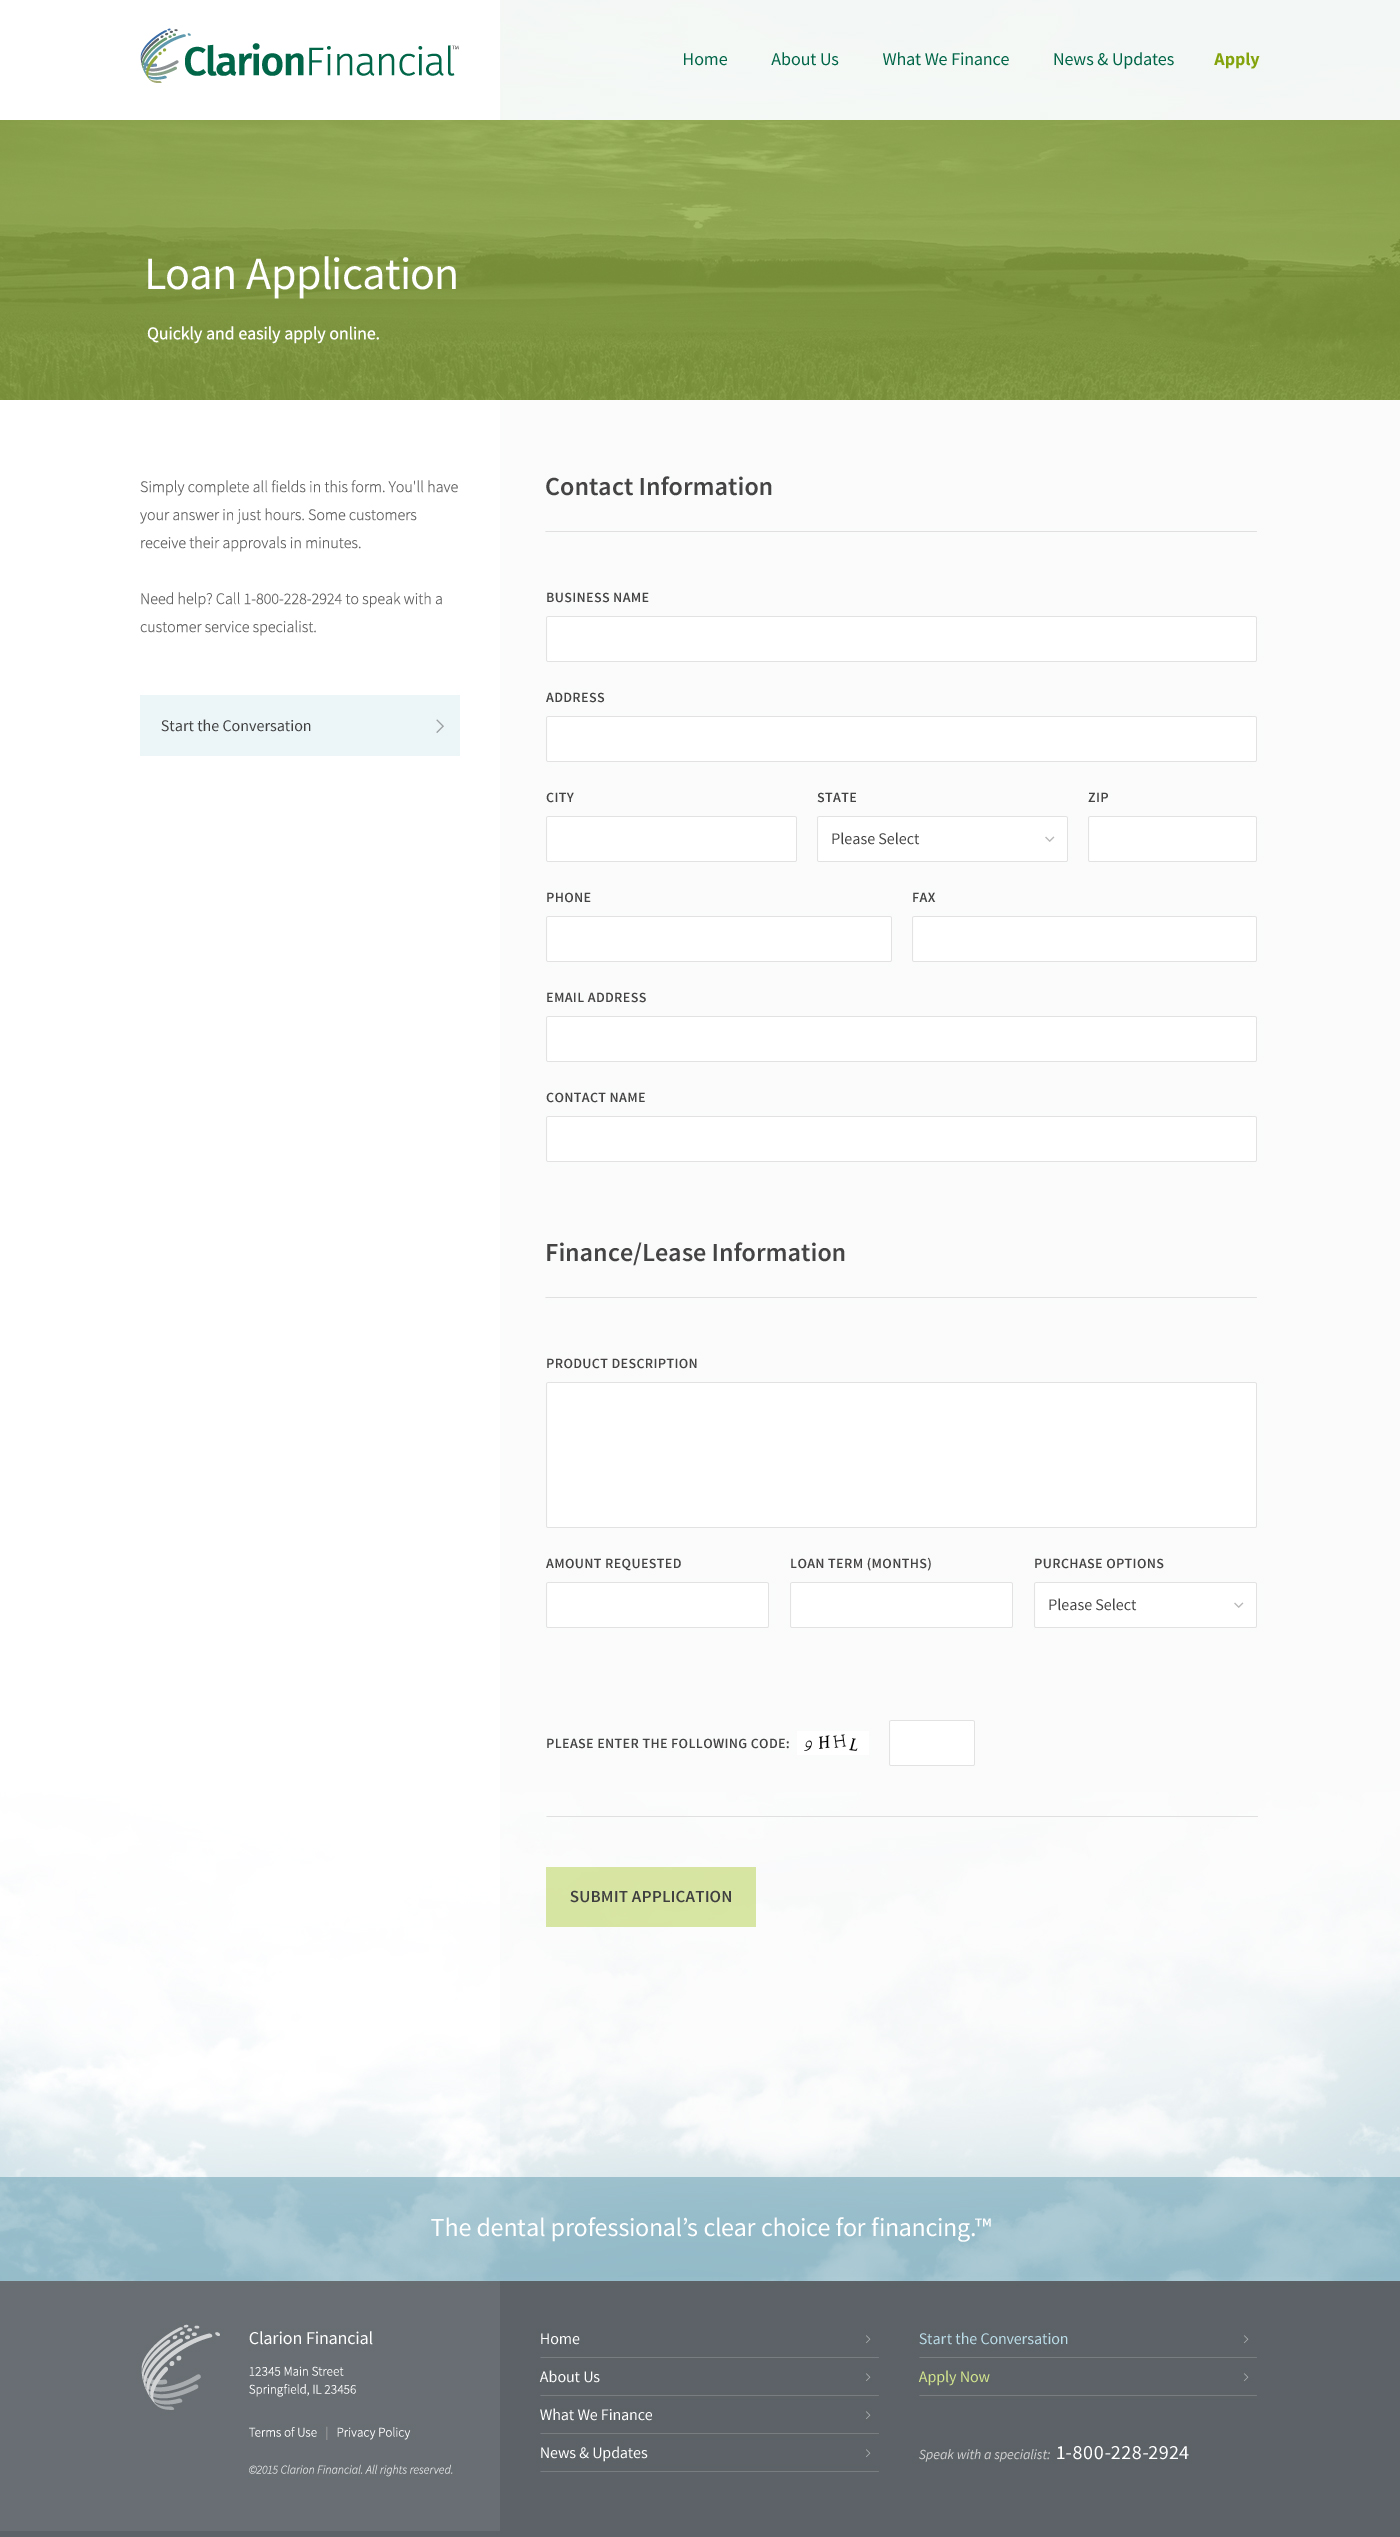 ClarionFinancial™
Home About Us What We Finance News & Updates Apply
Loan Application
Quickly and easily apply online.
Simply complete all fields in this form. You'll have
your answer in just hours. Some customers
receive their approvals in minutes.
Need help? Call 1-800-228-2924 to speak with a
customer service specialist.
Start the Conversation
Contact Information
BUSINESS NAME
ADDRESS
CITY STATE ZIP
Please Select
PHONE FAX
EMAIL ADDRESS
CONTACT NAME
Finance/Lease Information
PRODUCT DESCRIPTION
AMOUNT REQUESTED LOAN TERM (MONTHS) PURCHASE OPTIONS
Please Select
PLEASE ENTER THE FOLLOWING CODE: 9HHL
SUBMIT APPLICATION
The dental professional’s clear choice for financing.™
Clarion Financial
12345 Main Street
Springfield, IL 23456
Terms of Use | Privacy Policy
©2015 Clarion Financial. All rights reserved.
Home
About Us
What We Finance
News & Updates
Start the Conversation
Apply Now
Speak with a specialist: 1-800-228-2924